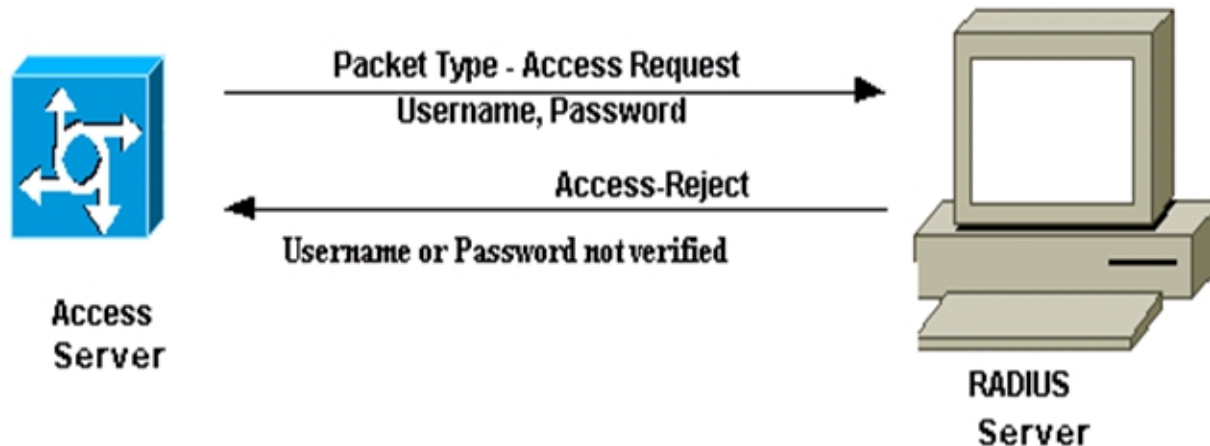 Packet Type - Access Request
Username, Password
Access-Reject
Username or Password not verified
Access
Server
RADIUS
Server